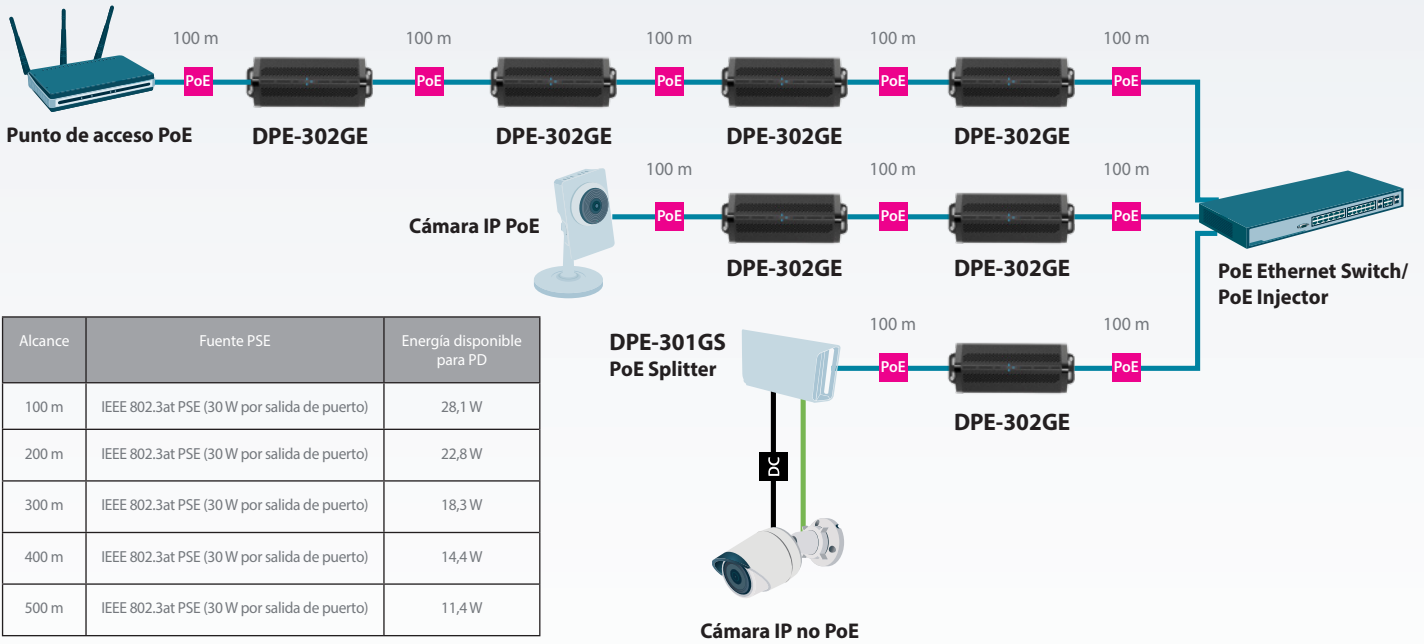 100 m 100 m 100 m 100 m 100 m
PoE PoE PoE PoE PoE
Punto de acceso PoE DPE-302GE DPE-302GE DPE-302GE DPE-302GE
100 m 100 m 100 m
PoE PoE PoE
Cámara IP PoE
DPE-302GE DPE-302GE
PoE Ethernet Switch/
PoE Injector
100 m 100 m
DPE-301GS
PoE Splitter
PoE PoE
DPE-302GE
DC
Cámara IP no PoE
Alcance Fuente PSE Energía disponible
para PD
100 m IEEE 802.3at PSE (30 W por salida de puerto) 28,1 W
200 m IEEE 802.3at PSE (30 W por salida de puerto) 22,8 W
300 m IEEE 802.3at PSE (30 W por salida de puerto) 18,3 W
400 m IEEE 802.3at PSE (30 W por salida de puerto) 14,4 W
500 m IEEE 802.3at PSE (30 W por salida de puerto) 11,4 W